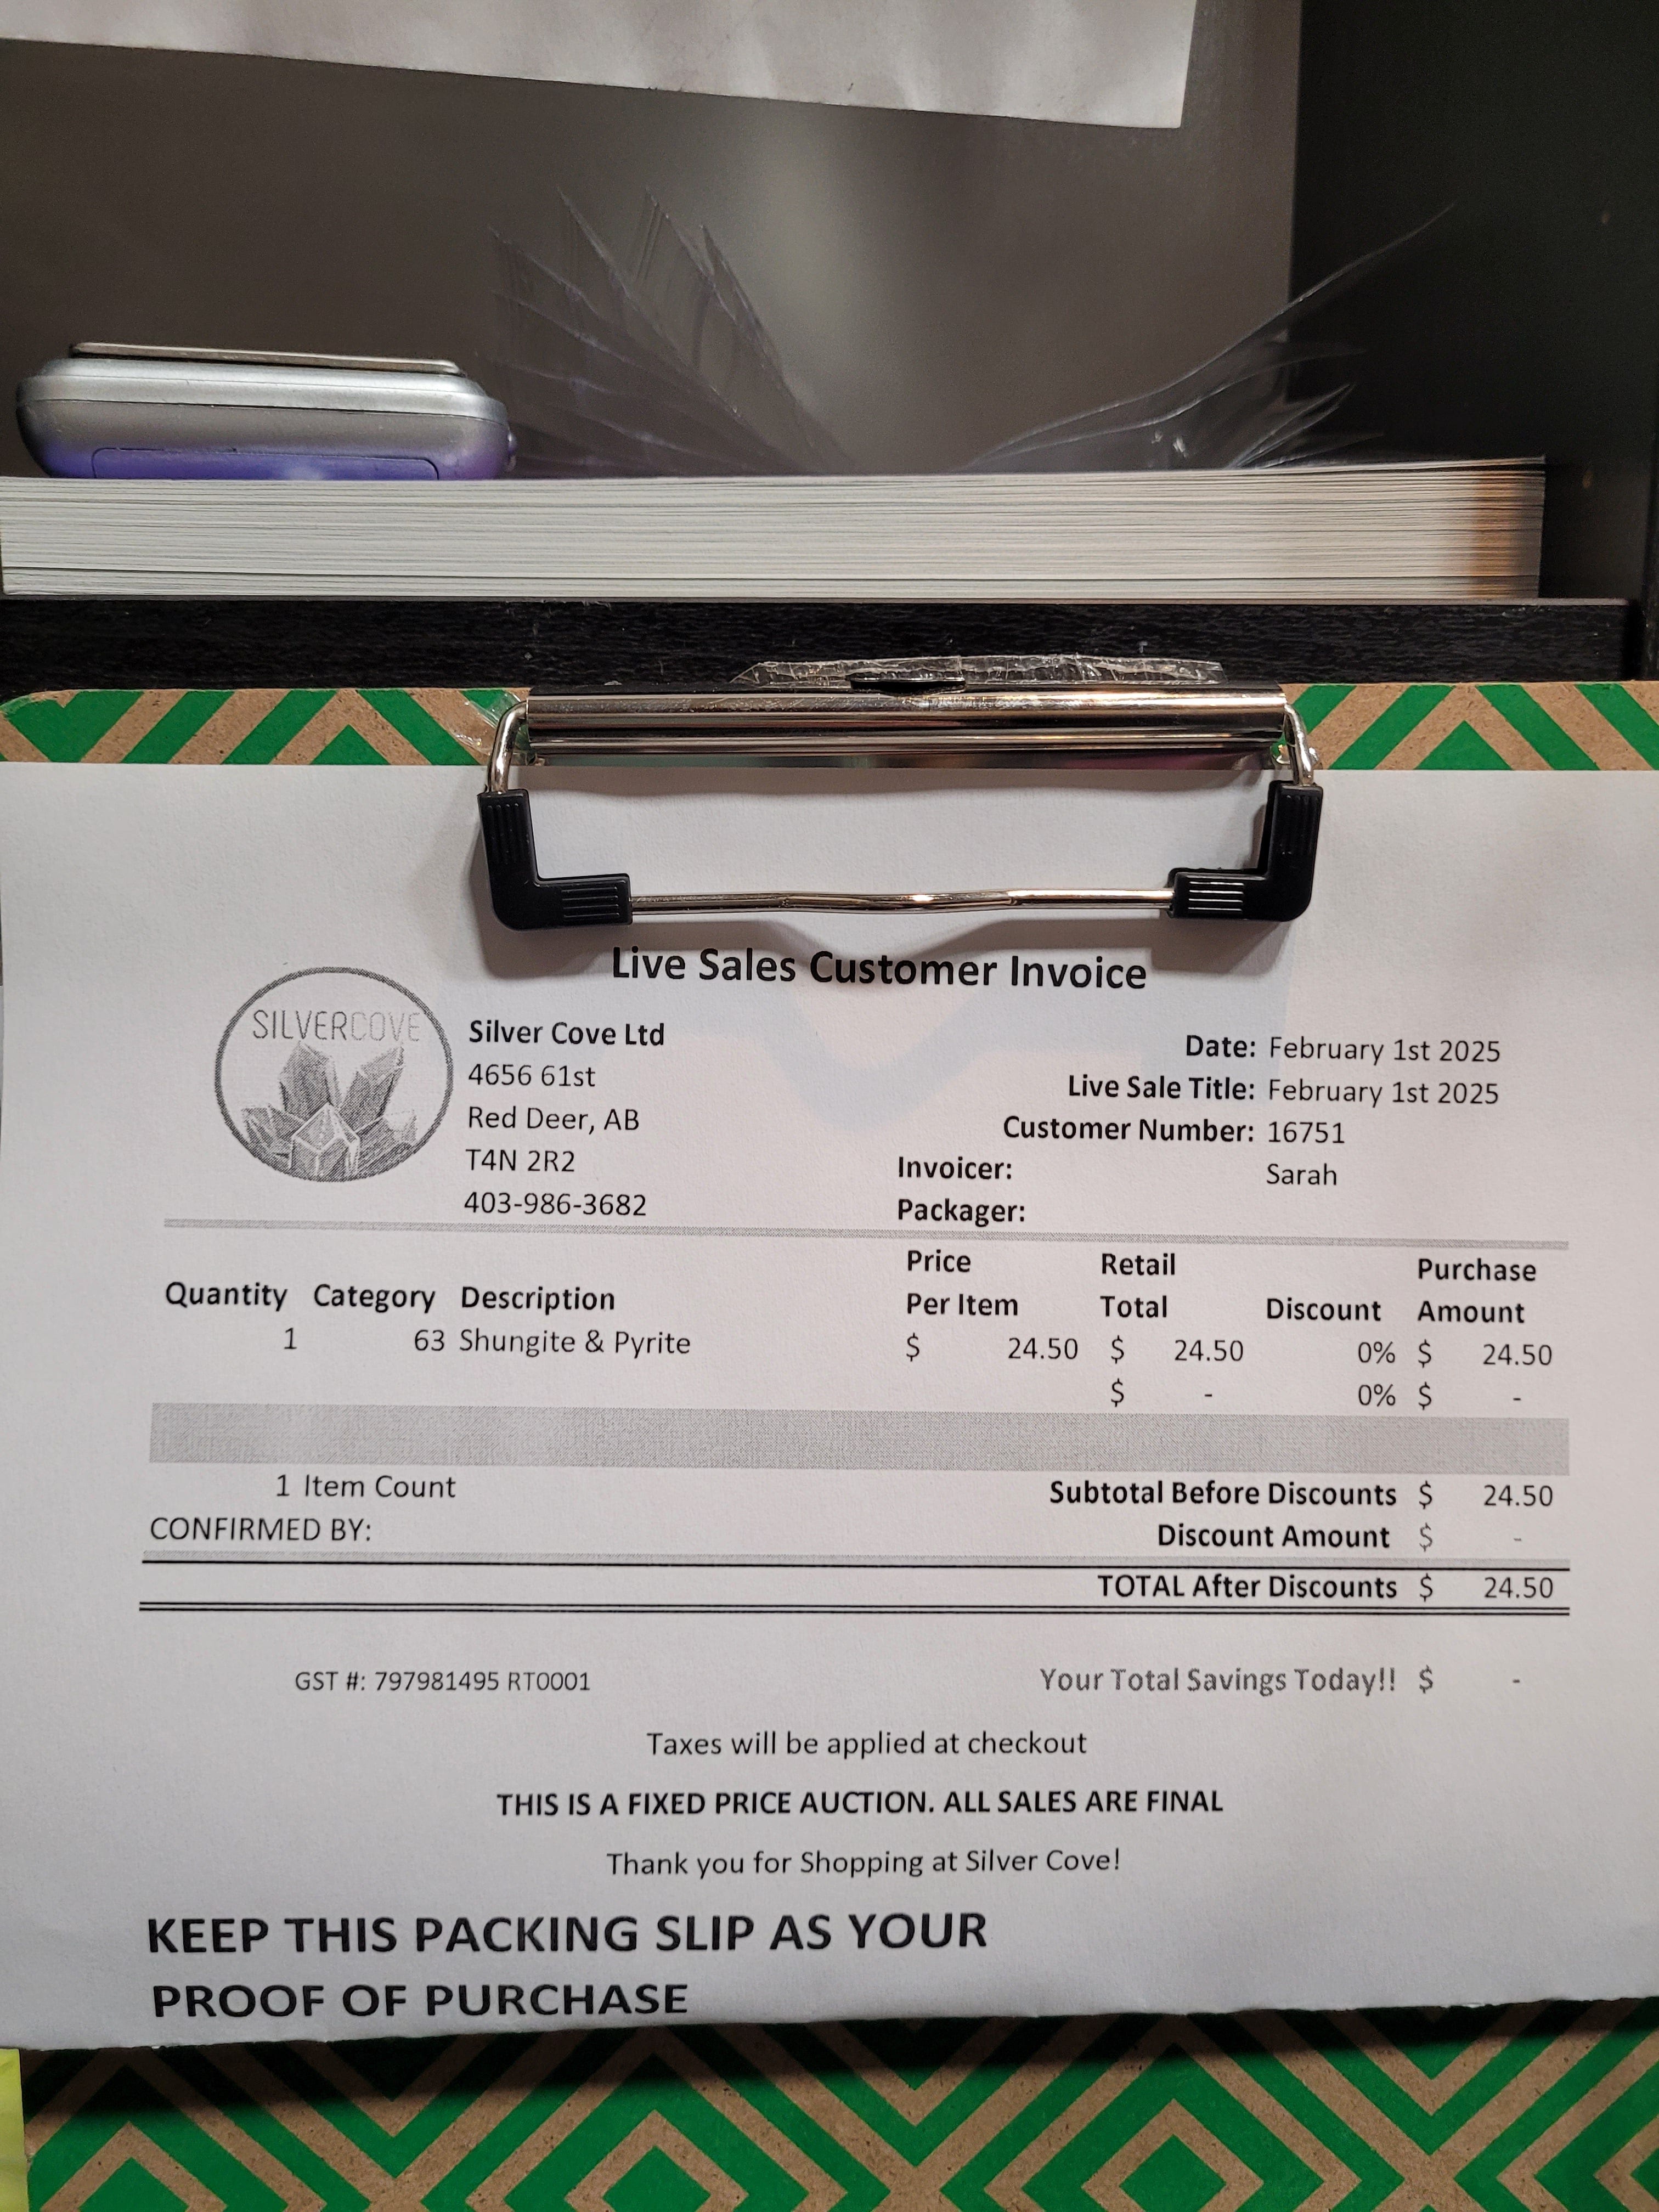 Live Sales Customer Invoice
SILVERCOVE
Silver Cove Ltd
4656 61st
Red Deer, AB
T4N 2R2
403-986-3682
Date: February 1st 2025
Live Sale Title: February 1st 2025
Customer Number: 16751
Invoicer: Sarah
Packager:
Quantity Category Description Price Per Item Retail Total Discount Purchase Amount
1 63 Shungite & Pyrite $ 24.50 $ 24.50 0% $ 24.50
$ - 0% $ -
1 Item Count
CONFIRMED BY:
Subtotal Before Discounts $ 24.50
Discount Amount $ -
TOTAL After Discounts $ 24.50
GST #: 797981495 RT0001
Your Total Savings Today!! $ -
Taxes will be applied at checkout
THIS IS A FIXED PRICE AUCTION. ALL SALES ARE FINAL
Thank you for Shopping at Silver Cove!
KEEP THIS PACKING SLIP AS YOUR
PROOF OF PURCHASE